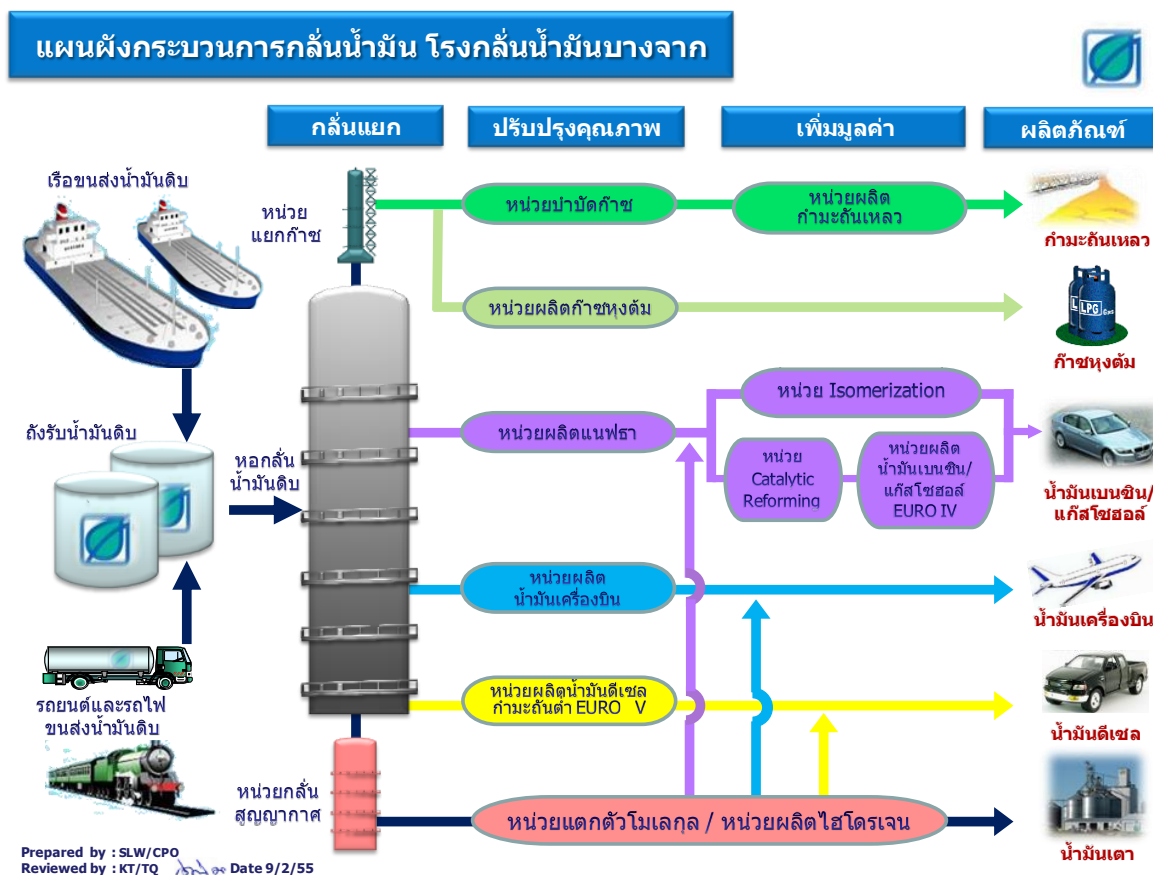 แผนผังกระบวนการกลั่นน้ำมัน โรงกลั่นน้ำมันบางจาก
กลั่นแยก
ปรับปรุงคุณภาพ
เพิ่มมูลค่า
ผลิตภัณฑ์
เรือขนส่งน้ำมันดิบ
หน่วย
แยกก๊าซ
หน่วยบำบัดก๊าซ
หน่วยผลิต
กำมะถันเหลว
กำมะถันเหลว
หน่วยผลิตก๊าซหุงต้ม
LPG
ก๊าซหุงต้ม
ถังรับน้ำมันดิบ
หอกลั่น
น้ำมันดิบ
หน่วยผลิตแนฟธา
หน่วย Isomerization
หน่วย
Catalytic
Reforming
หน่วยผลิต
น้ำมันเบนซิน/
แก๊สโซฮอล์
EURO IV
น้ำมันเบนซิน/
แก๊สโซฮอล์
หน่วยผลิต
น้ำมันเครื่องบิน
น้ำมันเครื่องบิน
รถยนต์และรถไฟ
ขนส่งน้ำมันดิบ
หน่วยผลิตน้ำมันดีเซล
กำมะถันต่ำ EURO V
น้ำมันดีเซล
หน่วยกลั่น
สูญญากาศ
หน่วยแตกตัวโมเลกุล / หน่วยผลิตไฮโดรเจน
น้ำมันเตา
Prepared by : SLW/CPO
Reviewed by : KT/TQ Date 9/2/55